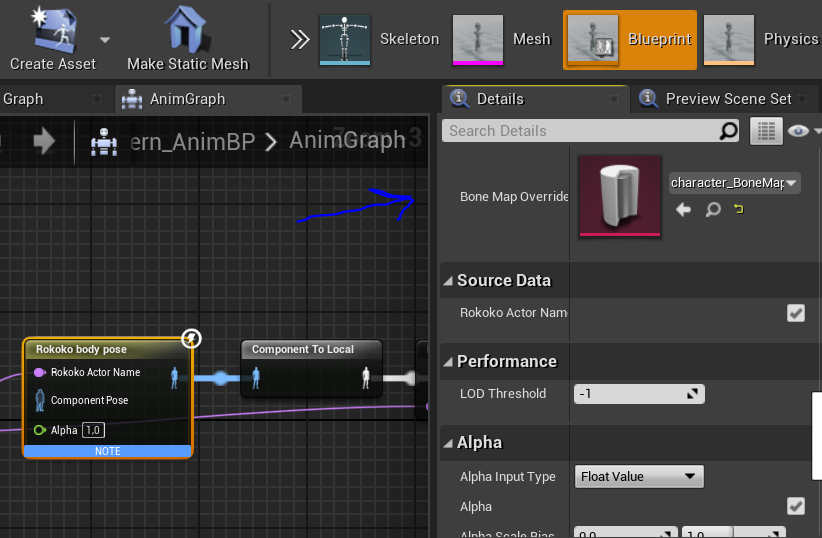 Create Asset
Make Static Mesh
Skeleton
Mesh
Blueprint
Physics
Graph
AnimGraph
Details
Preview Scene Set
ern_AnimBP > AnimGraph
Search Details
Bone Map Override
character_BoneMap
Source Data
Rokoko Actor Nam
Rokoko body pose
Component To Local
Performance
Rokoko Actor Name
LOD Threshold
-1
Component Pose
Alpha 1,0
Alpha
NOTE
Alpha Input Type
Float Value
Alpha
Alpha Scale Bias
0,0
1,0